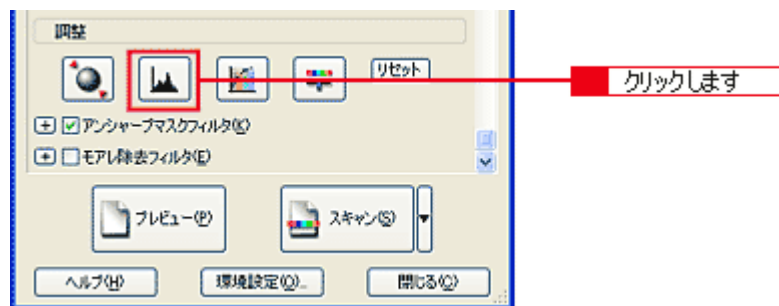 調整
リセット
クリックします
アンシャープマスクフィルタ(K)
モアレ除去フィルタ(E)
プレビュー(P)
スキャン(S)
ヘルプ(H)
環境設定(O)...
閉じる(C)